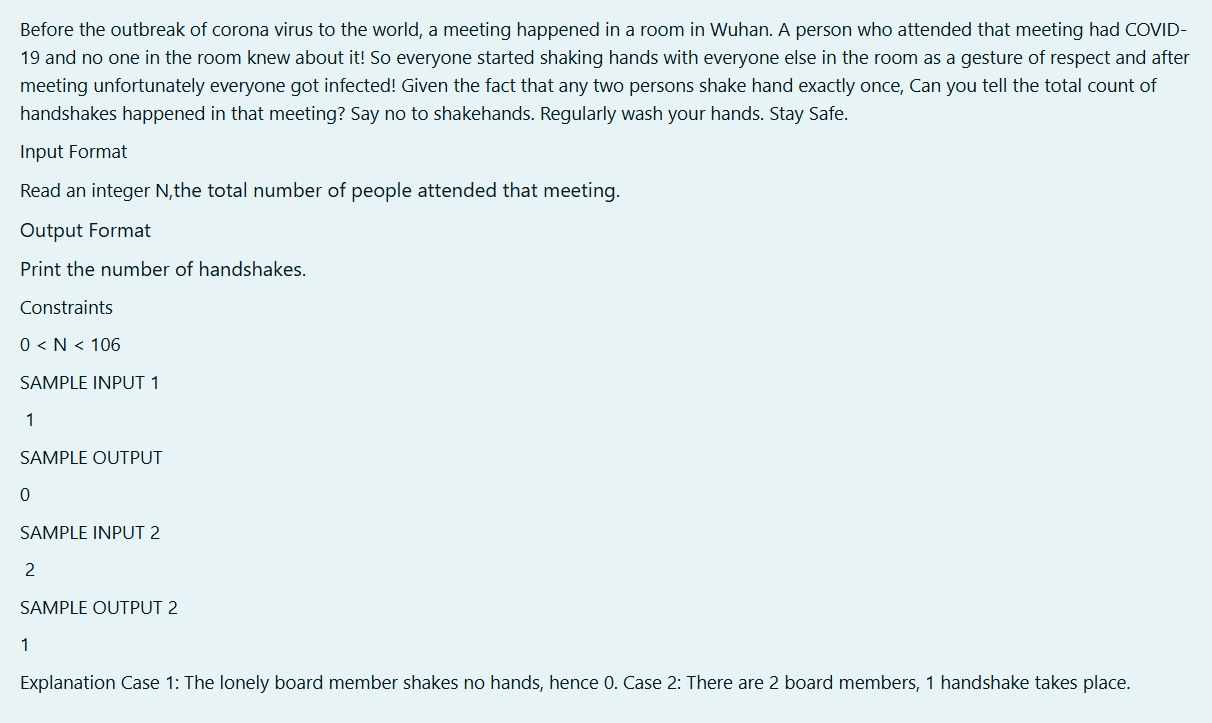 Before the outbreak of corona virus to the world, a meeting happened in a room in Wuhan. A person who attended that meeting had COVID-
19 and no one in the room knew about it! So everyone started shaking hands with everyone else in the room as a gesture of respect and after
meeting unfortunately everyone got infected! Given the fact that any two persons shake hand exactly once, Can you tell the total count of
handshakes happened in that meeting? Say no to shakehands. Regularly wash your hands. Stay Safe.
Input Format
Read an integer N,the total number of people attended that meeting.
Output Format
Print the number of handshakes.
Constraints
0 < N < 106
SAMPLE INPUT 1
1
SAMPLE OUTPUT
0
SAMPLE INPUT 2
2
SAMPLE OUTPUT 2
1
Explanation Case 1: The lonely board member shakes no hands, hence 0. Case 2: There are 2 board members, 1 handshake takes place.